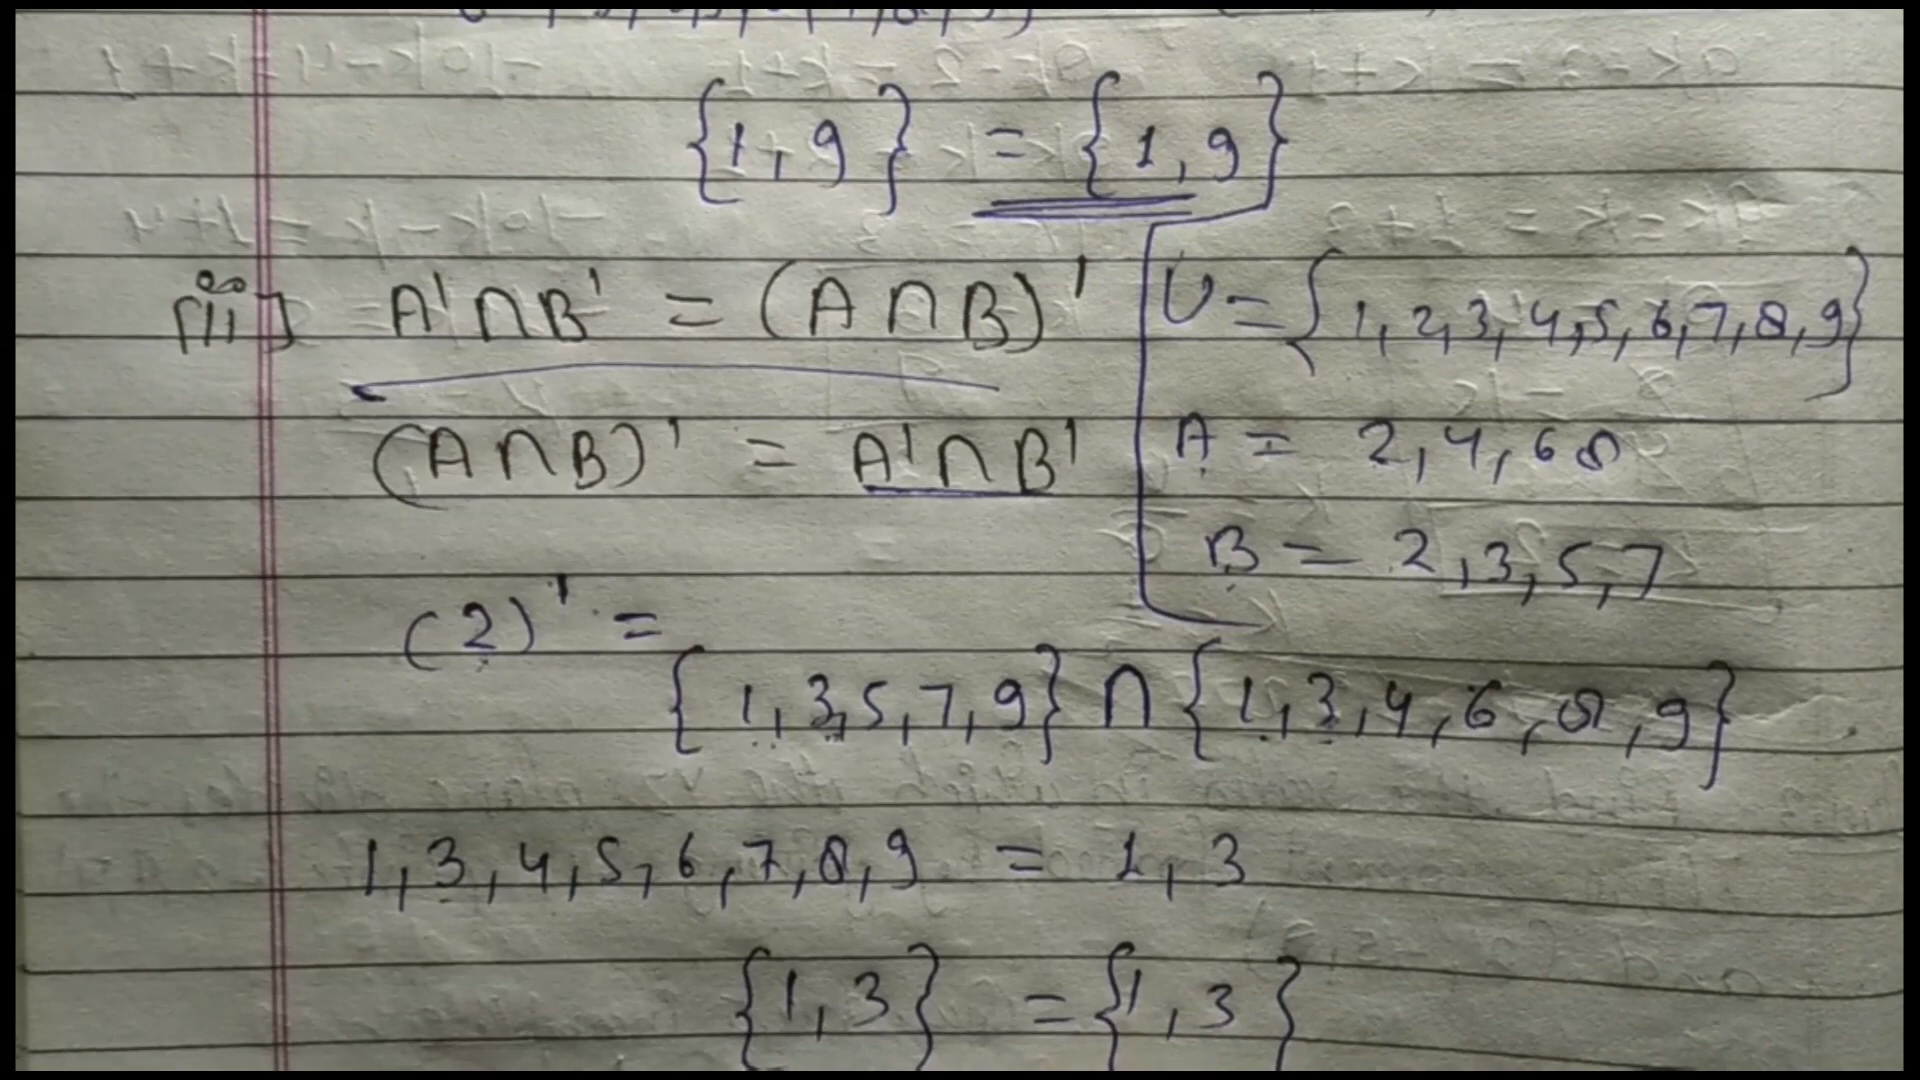 {1, 9} = {1, 9}
iii] A' ∩ B' = (A ∩ B)'
U = {1, 2, 3, 4, 5, 6, 7, 8, 9}
(A ∩ B)' = A' ∩ B'
A = 2, 4, 6 8
B = 2, 3, 5, 7
(2)' =
{1, 3, 5, 7, 9} ∩ {1, 3, 4, 6, 8, 9}
1, 3, 4, 5, 6, 7, 8, 9 = 1, 3
{1, 3} = {1, 3}